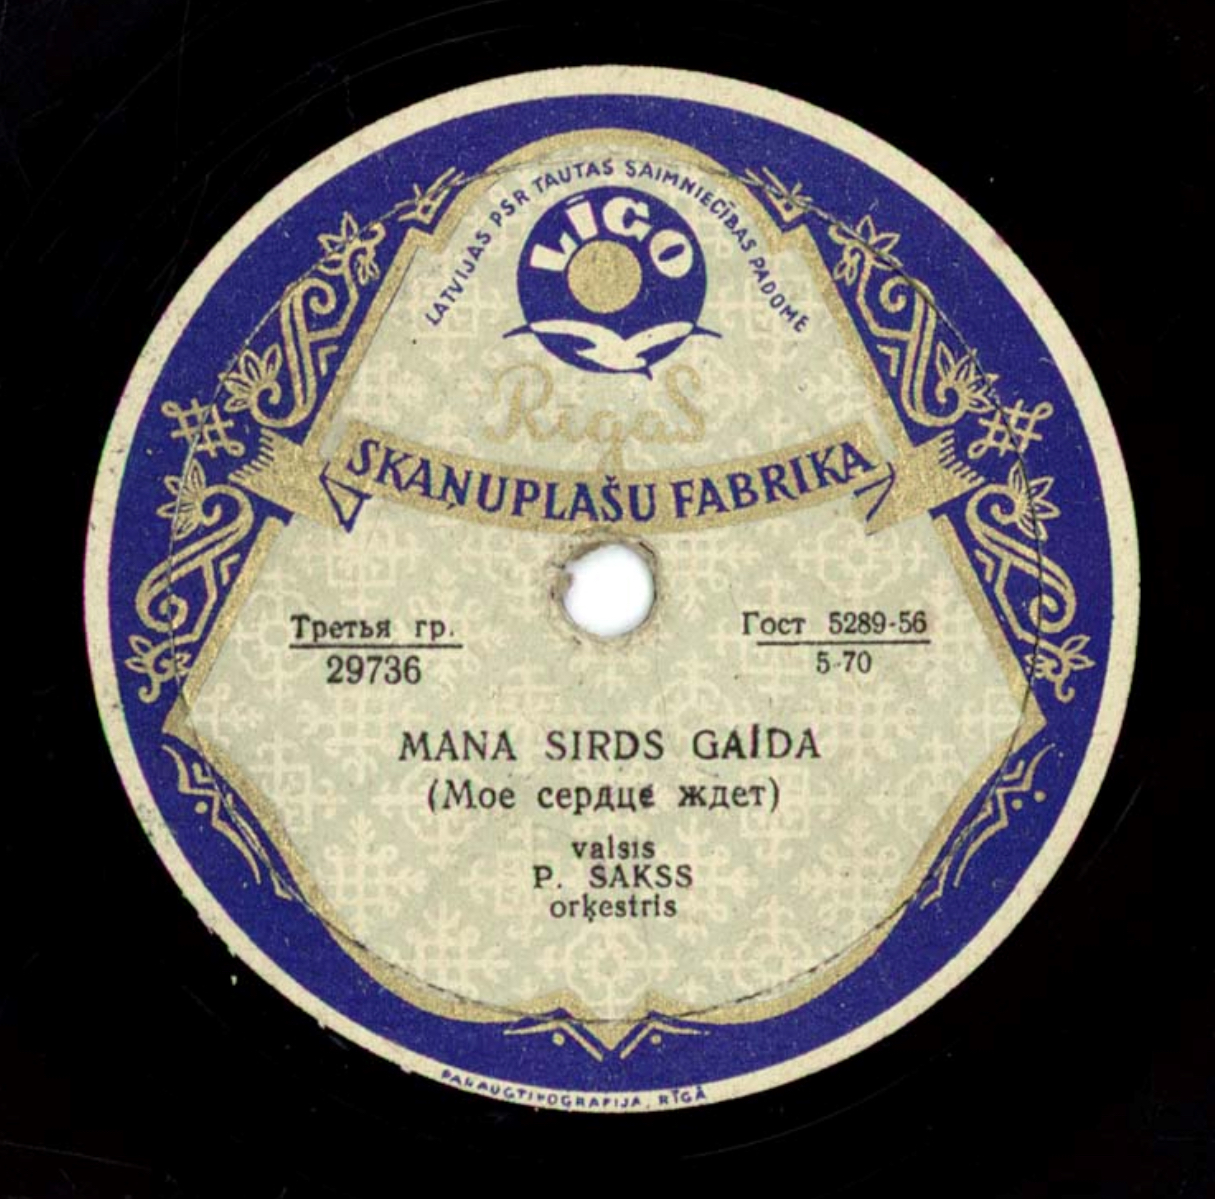 LATVIJAS PSR TAUTAS SAIMNIECĪBAS PADOME
LĪGO
Rīgas
SKAŅUPLAŠU FABRIKA
Третья гр.
29736
Гост 5289-56
5-70
MANA SIRDS GAIDA
(Мое сердце ждет)
valsis
P. SAKSS
orķestris
PARAUGTIPOGRAFIJA, RĪGĀ